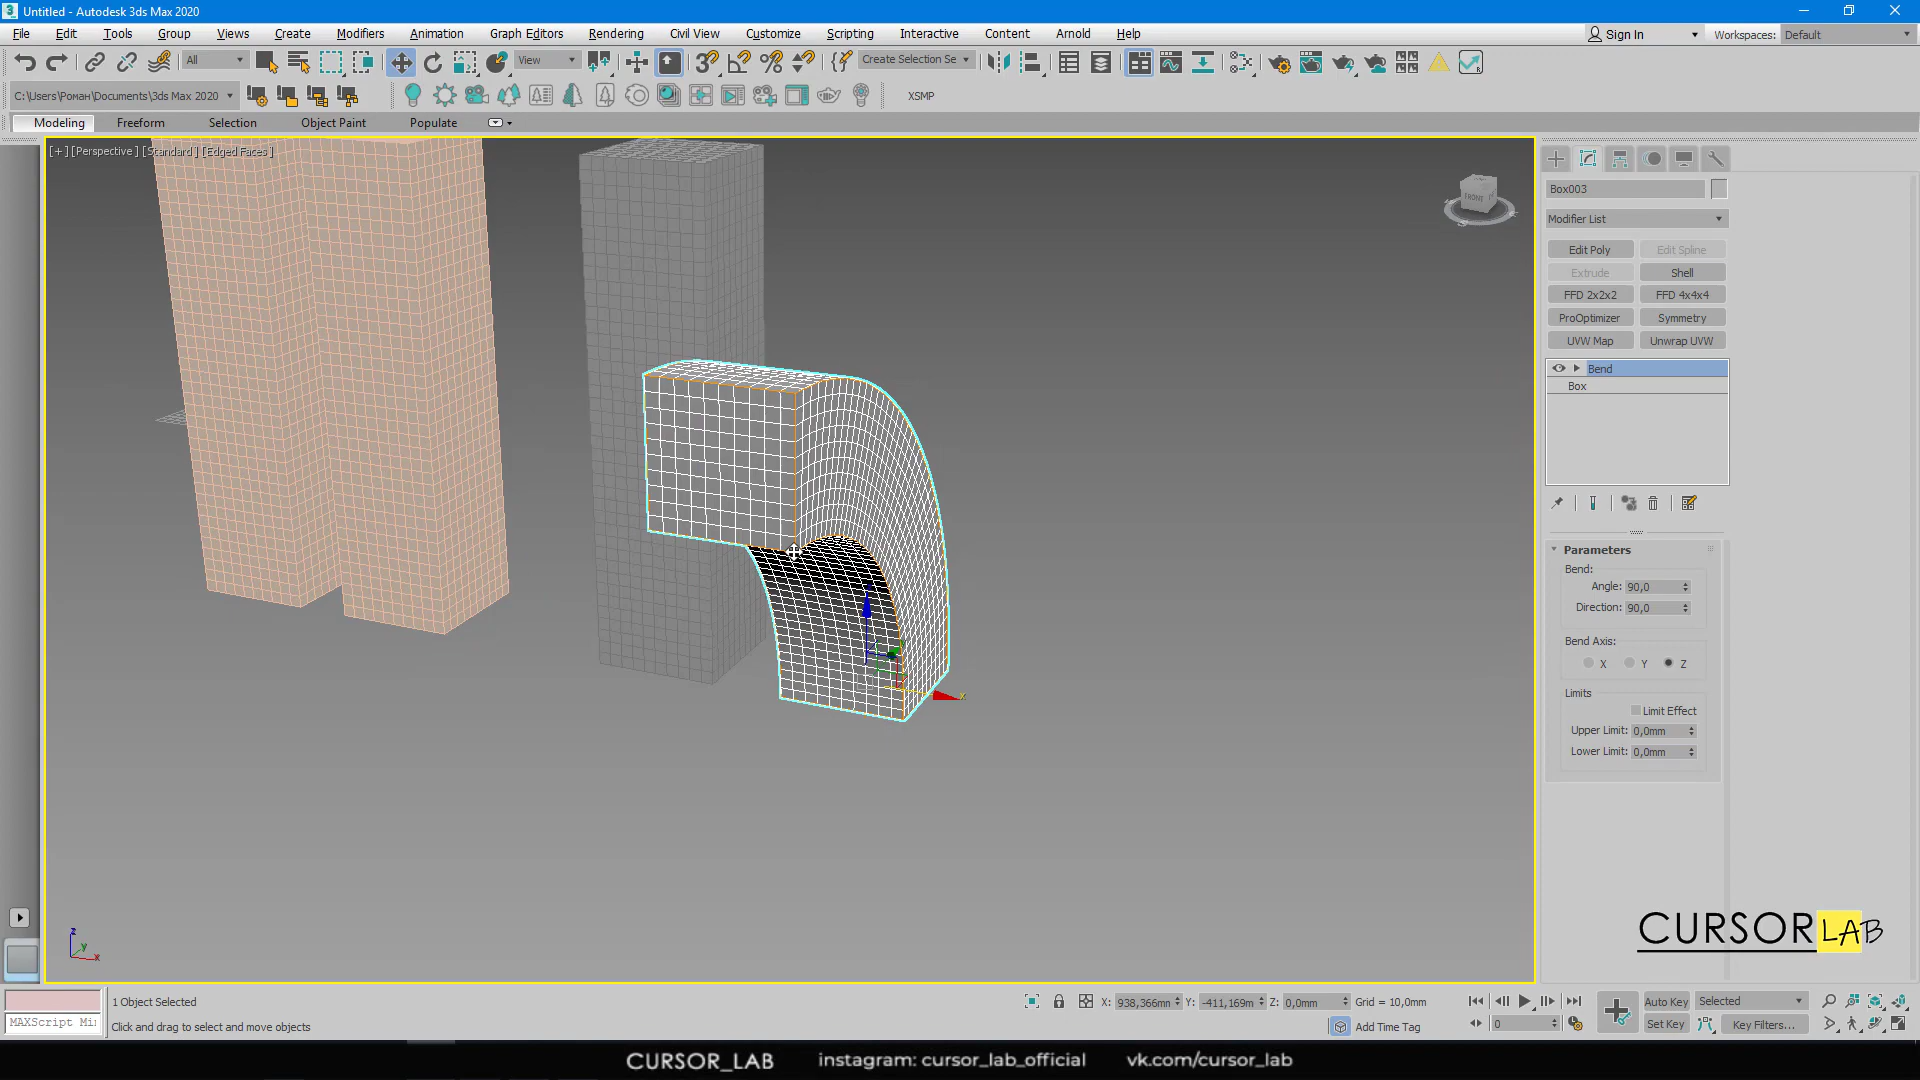 Untitled - Autodesk 3ds Max 2020
File Edit Tools Group Views Create Modifiers Animation Graph Editors Rendering Civil View Customize Scripting Interactive Content Arnold Help Sign In Workspaces: Default
All View Create Selection Se
C:\Users\Роман\Documents\3ds Max 2020 XSMP
Modeling Freeform Selection Object Paint Populate
[+] [Perspective] [Standard] [Edged Faces]
FRONT
Box003
Modifier List
Edit Poly Edit Spline
Extrude Shell
FFD 2x2x2 FFD 4x4x4
ProOptimizer Symmetry
UVW Map Unwrap UVW
Bend
Box
Parameters
Bend:
Angle: 90,0
Direction: 90,0
Bend Axis:
X Y Z
Limits
Limit Effect
Upper Limit: 0,0mm
Lower Limit: 0,0mm
x
CURSOR LAB
z
y
x
1 Object Selected X: 938,366mm Y: -411,169m Z: 0,0mm Grid = 10,0mm Auto Key Selected
MAXScript Mi Click and drag to select and move objects Add Time Tag 0 Set Key Key Filters...
CURSOR_LAB instagram: cursor_lab_official vk.com/cursor_lab